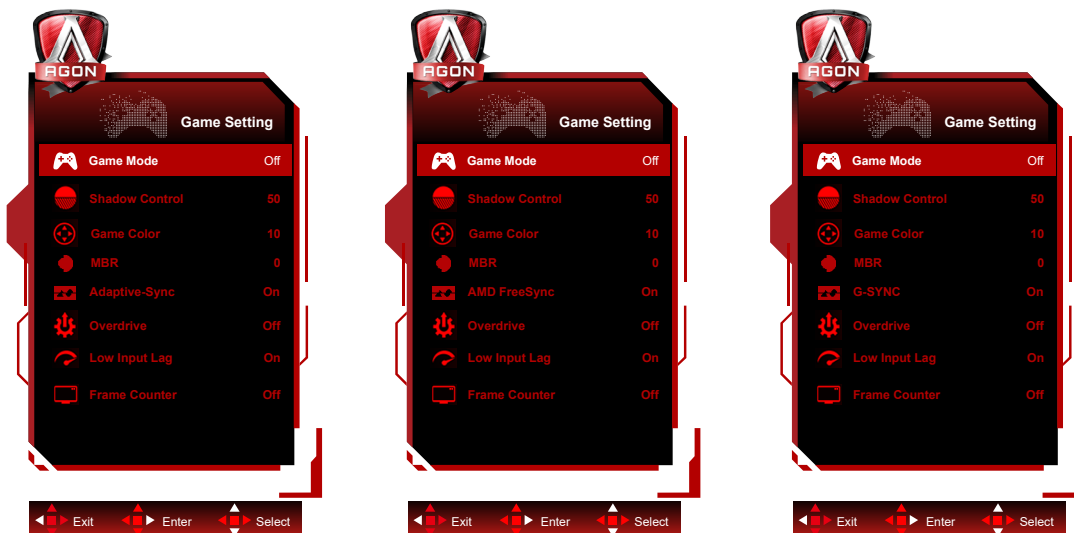 AGON
Game Setting
Game Mode Off
Shadow Control 50
Game Color 10
MBR 0
Adaptive-Sync On
Overdrive Off
Low Input Lag On
Frame Counter Off
Exit Enter Select
AGON
Game Setting
Game Mode Off
Shadow Control 50
Game Color 10
MBR 0
AMD FreeSync On
Overdrive Off
Low Input Lag On
Frame Counter Off
Exit Enter Select
AGON
Game Setting
Game Mode Off
Shadow Control 50
Game Color 10
MBR 0
G-SYNC On
Overdrive Off
Low Input Lag On
Frame Counter Off
Exit Enter Select